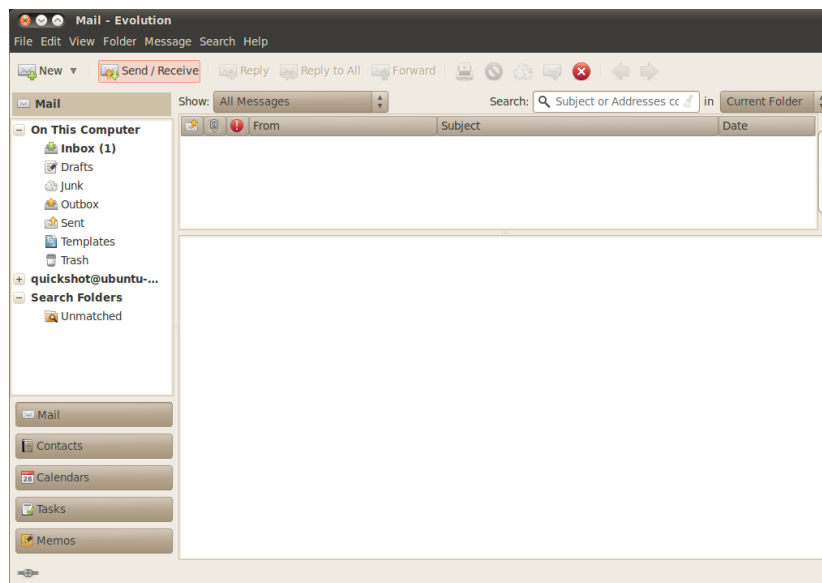 Mail - Evolution
File Edit View Folder Message Search Help
New Send / Receive Reply Reply to All Forward
Mail Show: All Messages Search: Subject or Addresses cc in Current Folder
From Subject Date
On This Computer
Inbox (1)
Drafts
Junk
Outbox
Sent
Templates
Trash
quickshot@ubuntu-...
Search Folders
Unmatched
Mail
Contacts
28 Calendars
Tasks
Memos